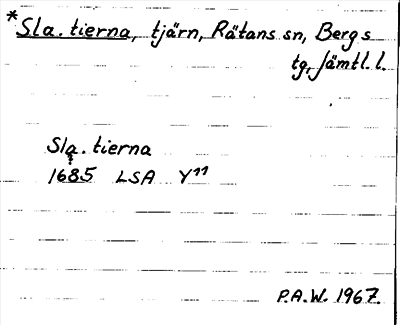 *Sla. tierna, tjärn, Rätans sn, Bergs
tg, Jämtl. l.
Sla. tierna
1685 LSA Y¹¹
P.A.W. 1967.